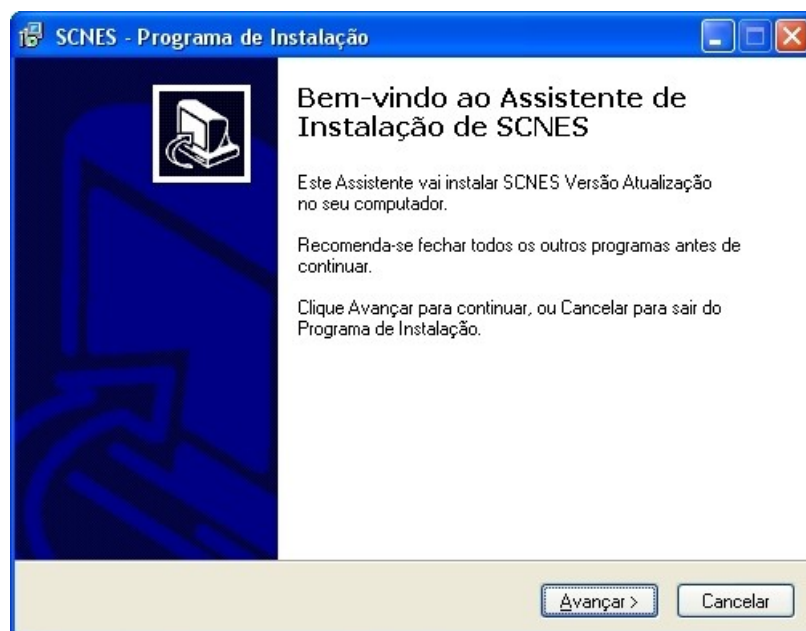 SCNES - Programa de Instalação
Bem-vindo ao Assistente de
Instalação de SCNES
Este Assistente vai instalar SCNES Versão Atualização
no seu computador.
Recomenda-se fechar todos os outros programas antes de
continuar.
Clique Avançar para continuar, ou Cancelar para sair do
Programa de Instalação.
Avançar >
Cancelar